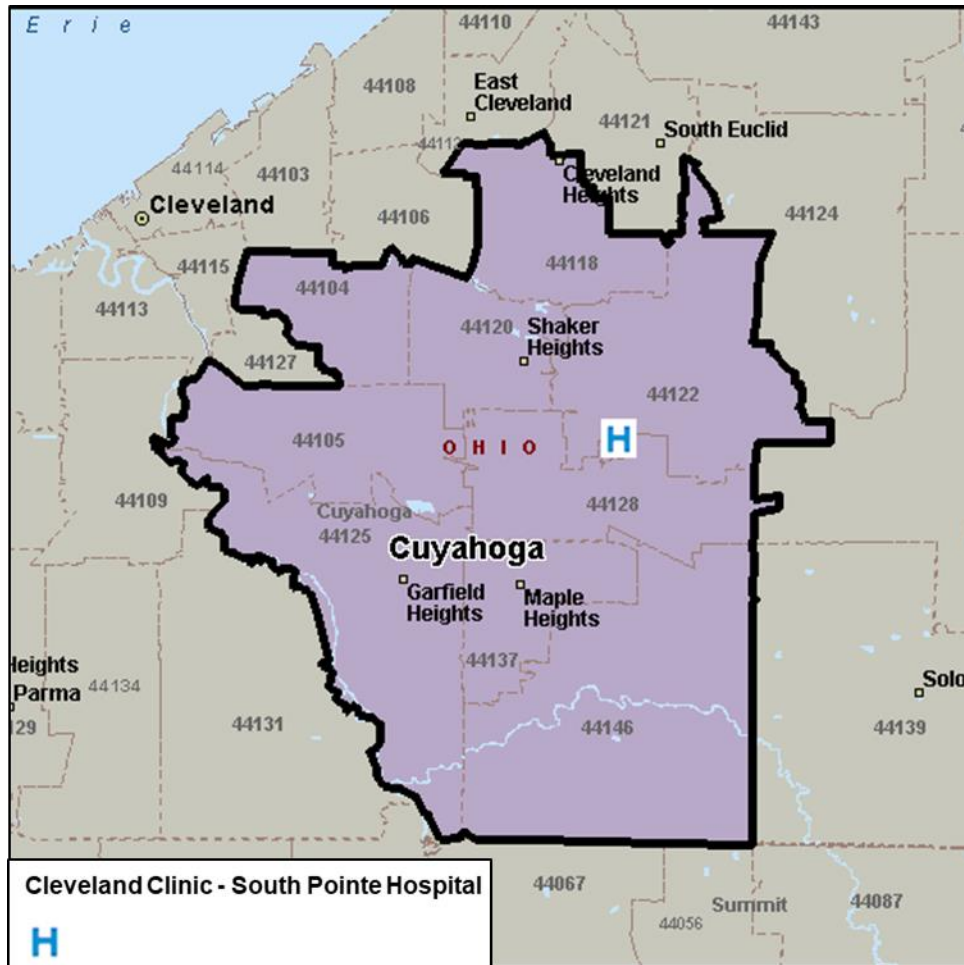 E r i e
44110
44143
44108
East
Cleveland
44121
South Euclid
44112
44114
44103
Cleveland
Heights
Cleveland
44106
44124
44115
44118
44104
44113
44120
Shaker
Heights
44127
44122
44105
O H I O
H
44109
44128
Cuyahoga
44125
Cuyahoga
Garfield
Heights
Maple
Heights
44137
Heights
Parma
44134
Solo
129
44131
44146
44139
Cleveland Clinic - South Pointe Hospital
H
44067
Summit
44087
44056